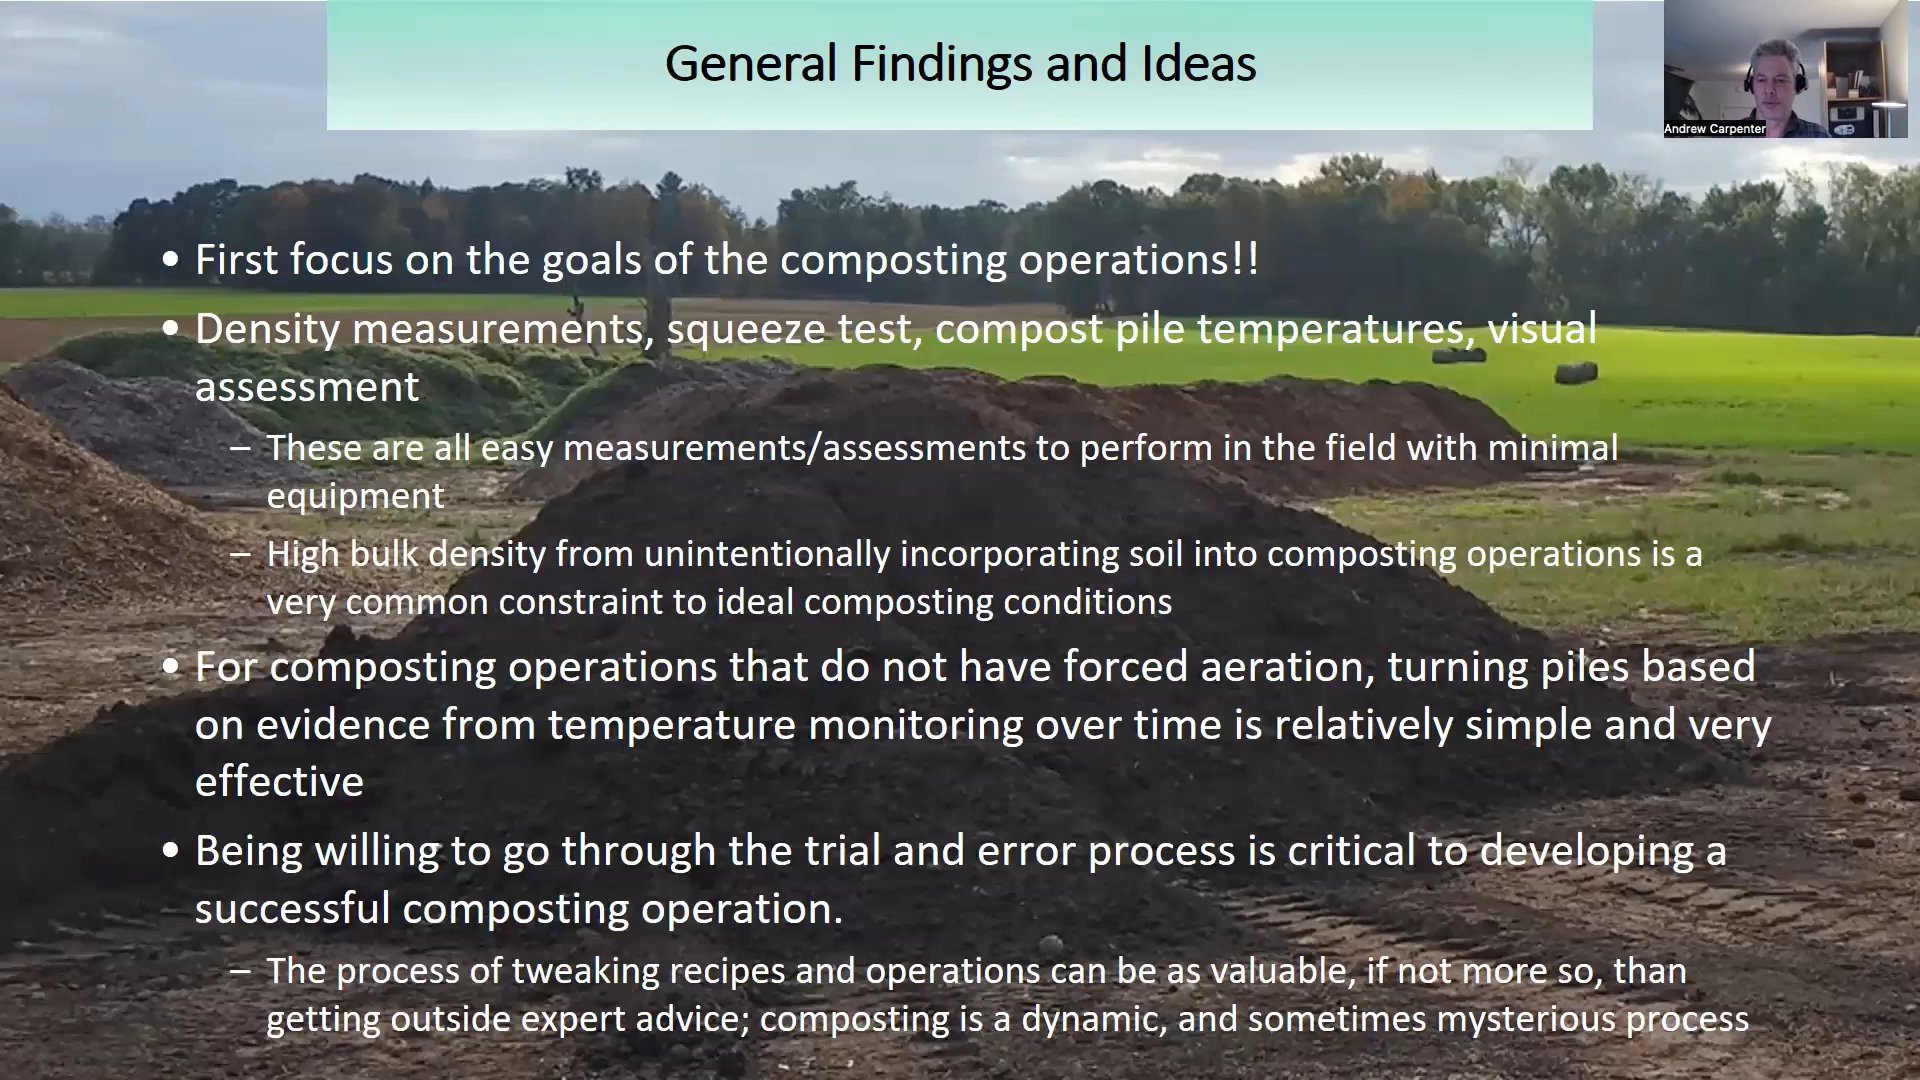 General Findings and Ideas
Andrew Carpenter
• First focus on the goals of the composting operations!!
• Density measurements, squeeze test, compost pile temperatures, visual
assessment
– These are all easy measurements/assessments to perform in the field with minimal
equipment
– High bulk density from unintentionally incorporating soil into composting operations is a
very common constraint to ideal composting conditions
• For composting operations that do not have forced aeration, turning piles based
on evidence from temperature monitoring over time is relatively simple and very
effective
• Being willing to go through the trial and error process is critical to developing a
successful composting operation.
– The process of tweaking recipes and operations can be as valuable, if not more so, than
getting outside expert advice; composting is a dynamic, and sometimes mysterious process